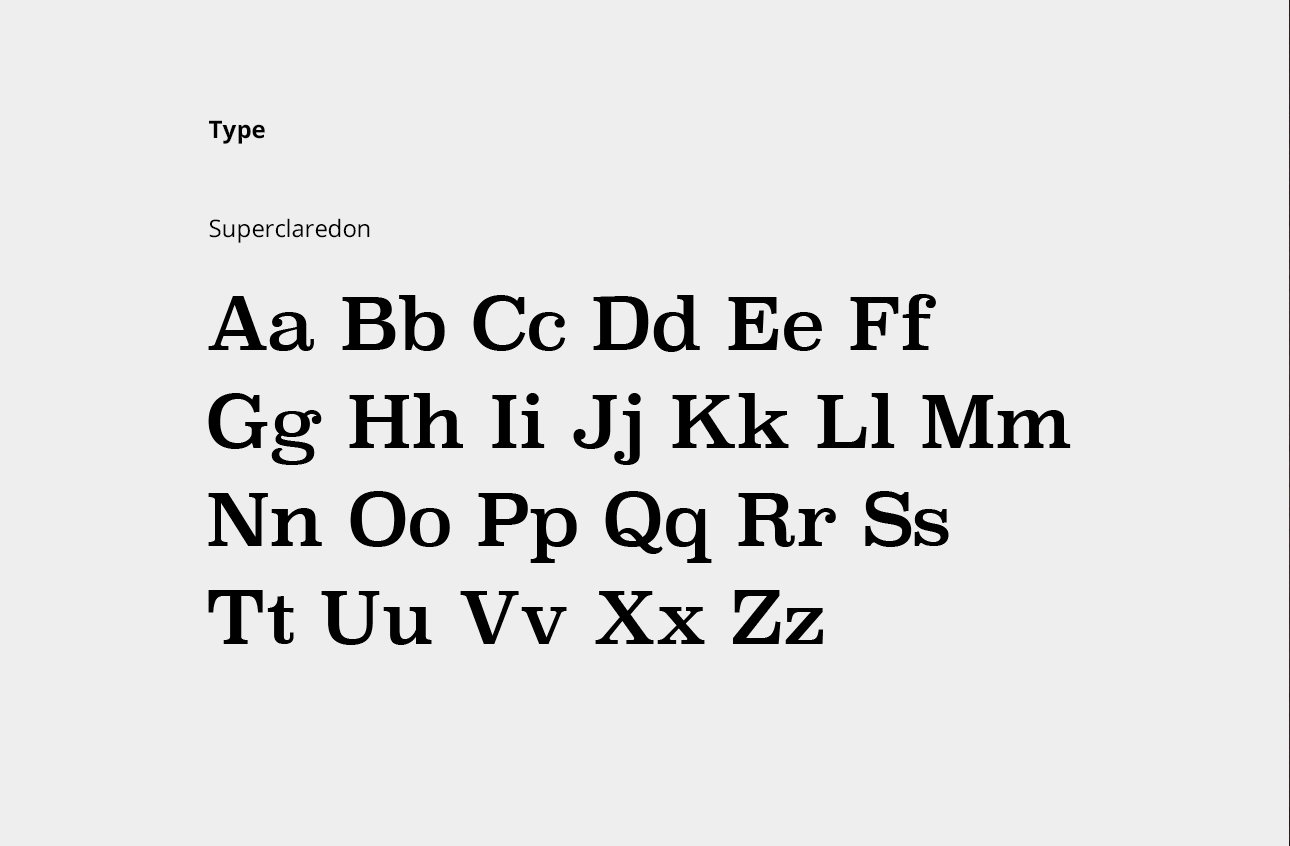 Type
Superclaredon
Aa Bb Cc Dd Ee Ff
Gg Hh Ii Jj Kk Ll Mm
Nn Oo Pp Qq Rr Ss
Tt Uu Vv Xx Zz